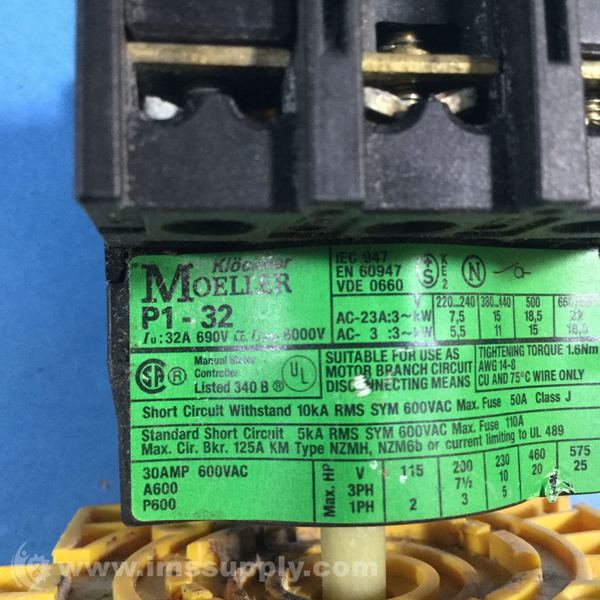 Klöckner
MOELLER
P1-32
Iu:32A 690V 6000V
IEC 947
EN 60947
VDE 0660
S
K
E
2
N
V 220...240 380..440 500
AC-23A:3~kW 7,5 15 18,5 22
AC- 3 :3~kW 5,5 11 15 18,5
SA ® Manual Motor Controller Listed 340 B UL
SUITABLE FOR USE AS
MOTOR BRANCH CIRCUIT
DISCONNECTING MEANS
TIGHTENING TORQUE 1.6Nm
AWG 14-8
CU AND 75°C WIRE ONLY
Short Circuit Withstand 10kA RMS SYM 600VAC Max. Fuse 50A Class J
Standard Short Circuit 5kA RMS SYM 600VAC Max. Fuse 110A
Max. Cir. Bkr. 125A KM Type NZMH, NZM6b or current limiting to UL 489
30AMP 600VAC
A600
P600
Max. HP
V 115 200 230 460 575
3PH 7½ 10 20 25
1PH 2 3 5
www.imssupply.com